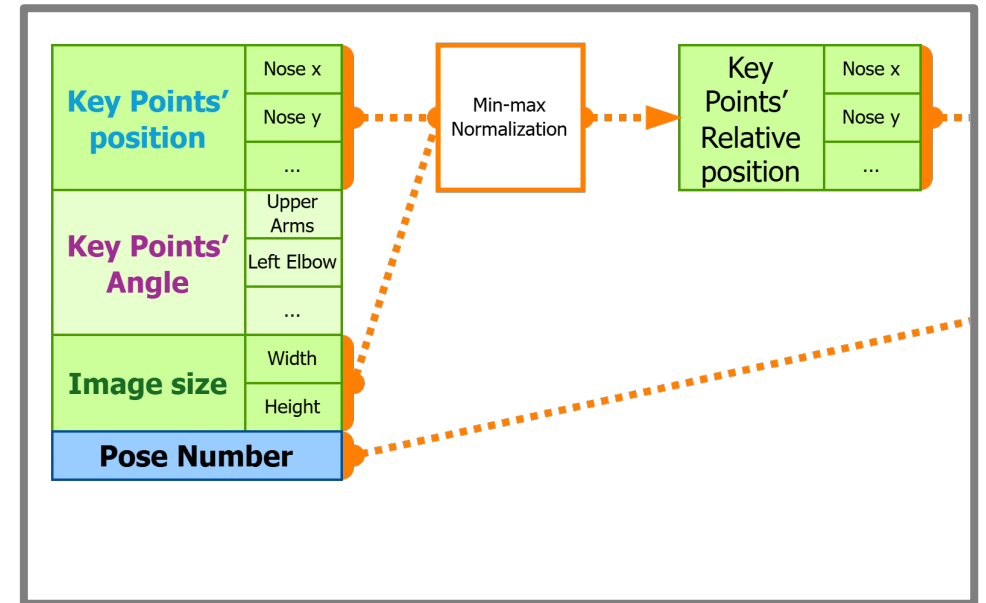 Key Points’
position
Nose x
Nose y
...
Key Points’
Angle
Upper
Arms
Left Elbow
...
Image size
Width
Height
Pose Number
Min-max
Normalization
Key
Points’
Relative
position
Nose x
Nose y
...